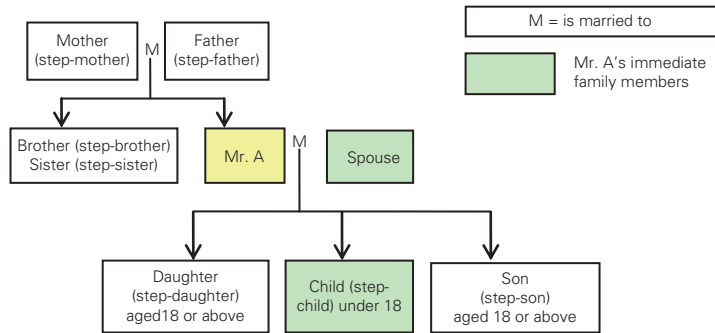 M = is married to
Mother
(step-mother)
M
Father
(step-father)
Mr. A's immediate
family members
Brother (step-brother)
Sister (step-sister)
Mr. A
M
Spouse
Daughter
(step-daughter)
aged18 or above
Child (step-
child) under 18
Son
(step-son)
aged 18 or above